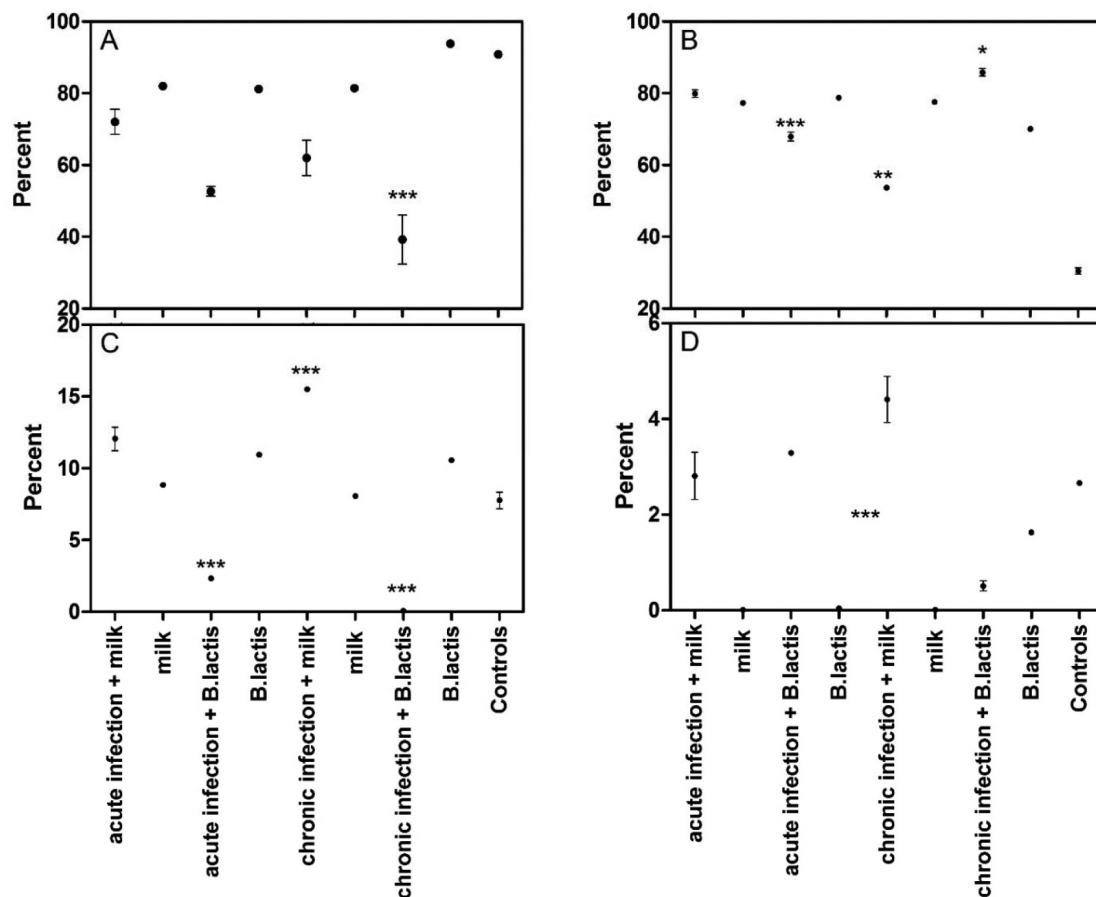 A
Percent
100
80
60
40
20
***
B
Percent
100
80
60
40
20
***
**
*
C
Percent
20
15
10
5
0
***
***
***
D
Percent
6
4
2
0
***
acute infection + milk
milk
acute infection + B.lactis
B.lactis
chronic infection + milk
milk
chronic infection + B.lactis
B.lactis
Controls
acute infection + milk
milk
acute infection + B.lactis
B.lactis
chronic infection + milk
milk
chronic infection + B.lactis
B.lactis
Controls